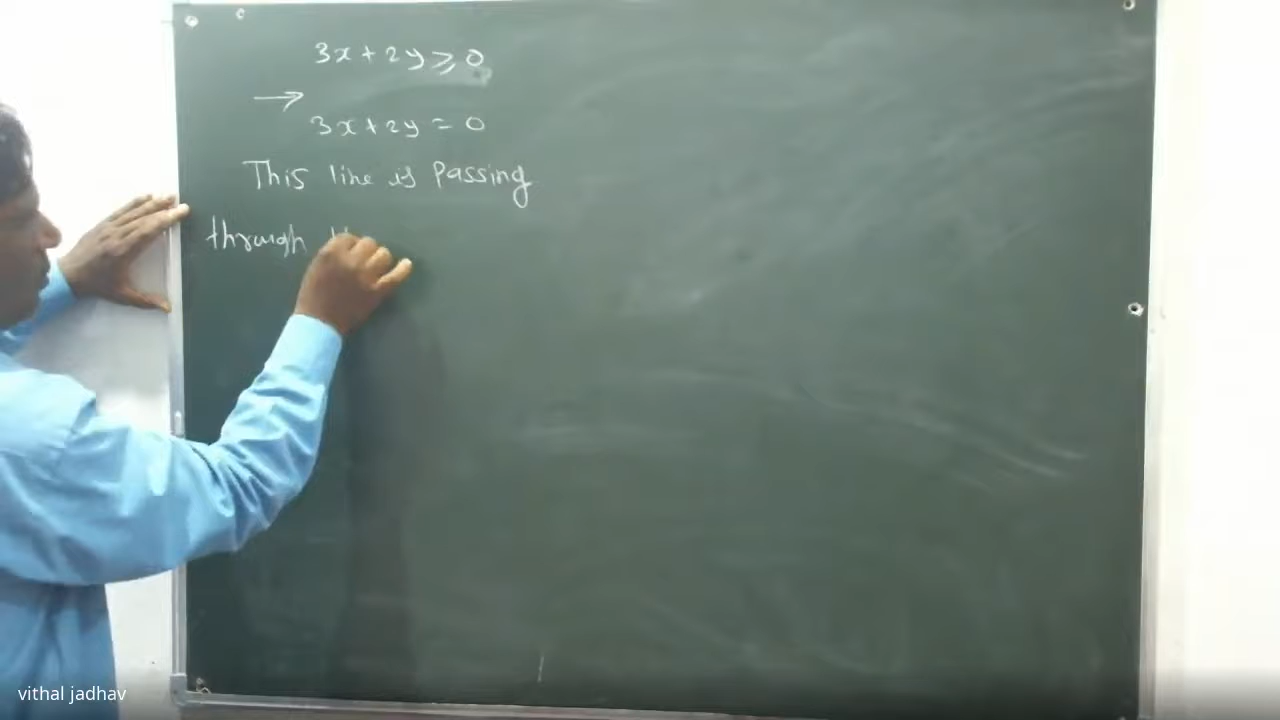 3x + 2y ⩾ 0
→
3x + 2y = 0
This line is Passing
through
vithal jadhav